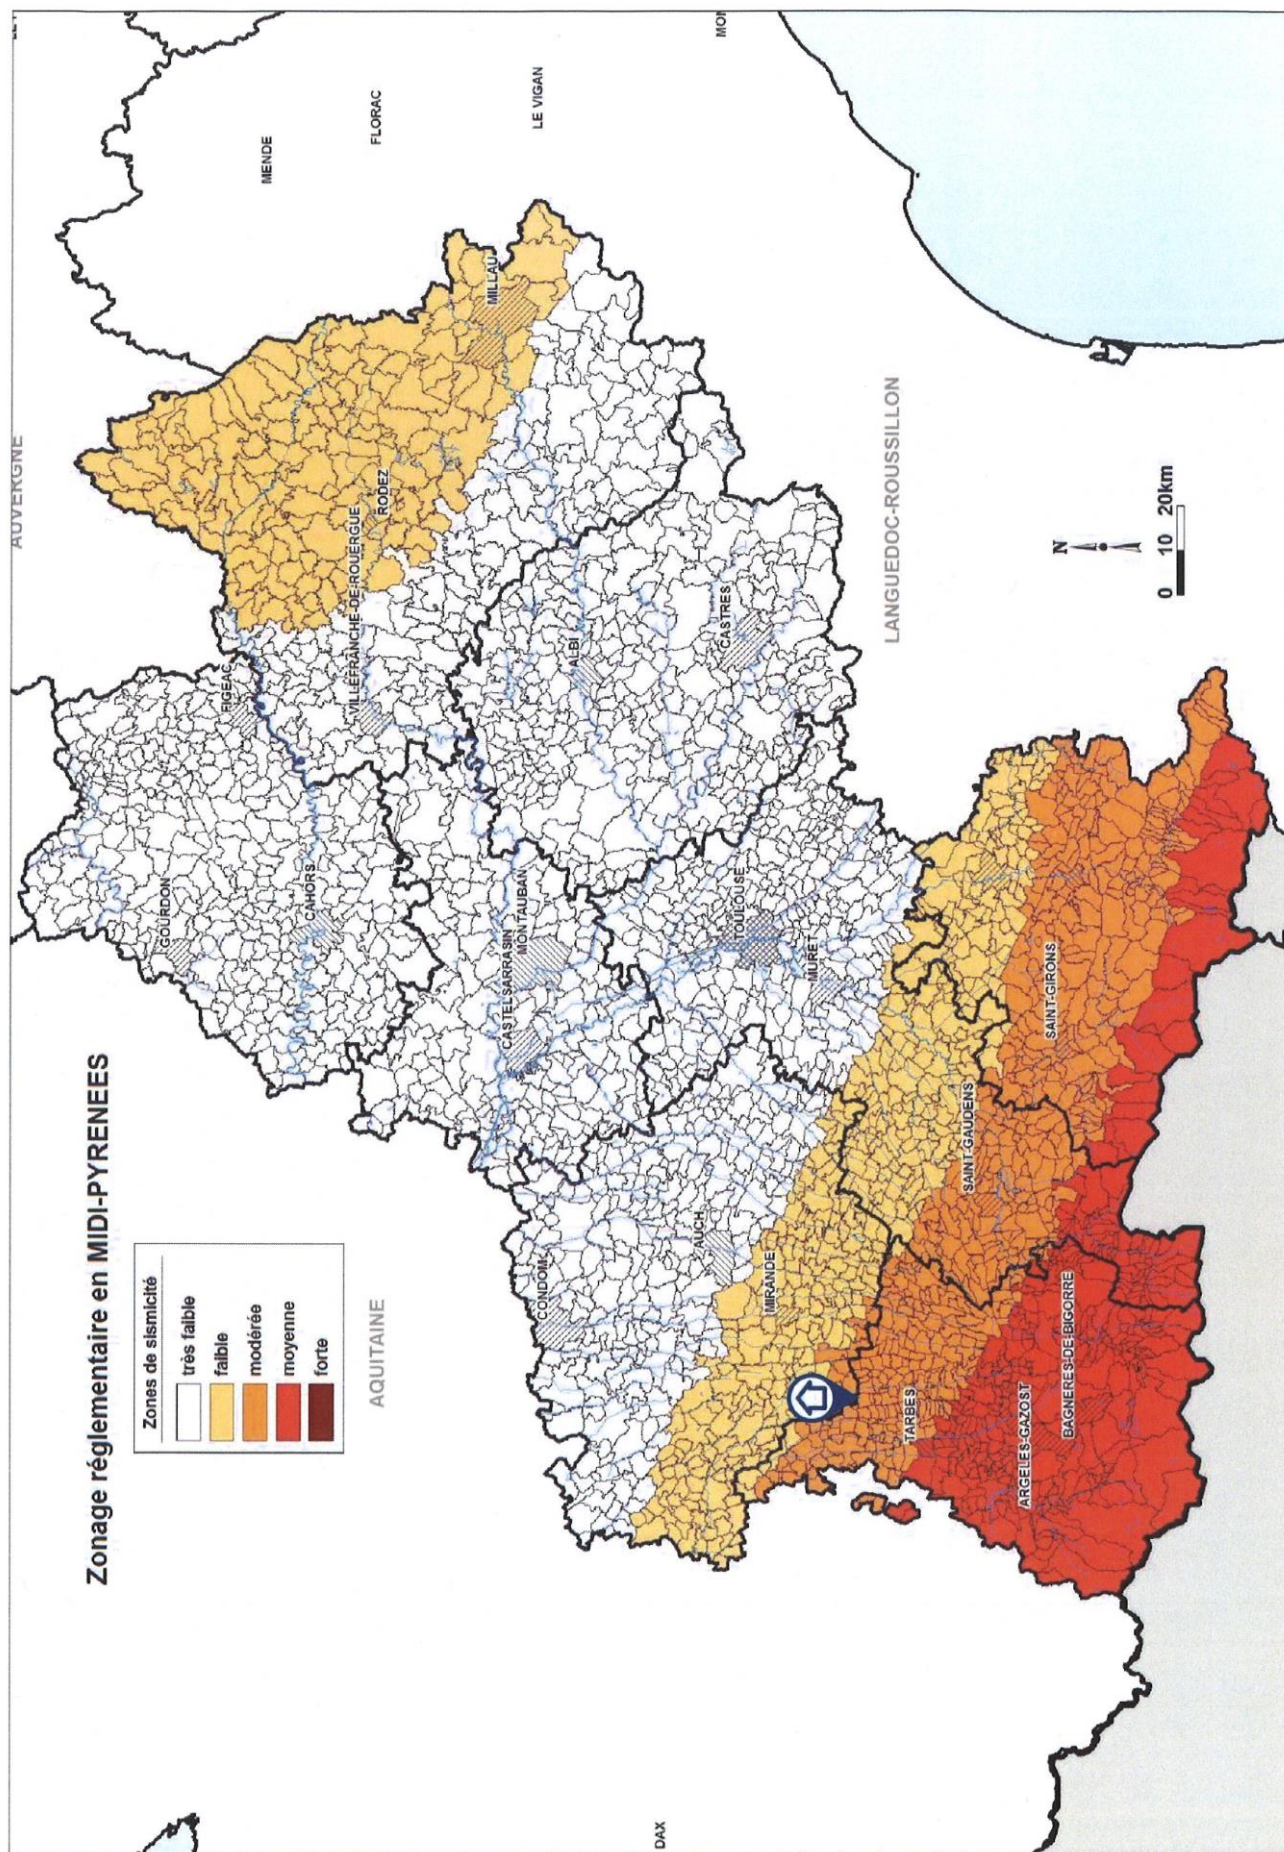 Zonage réglementaire en MIDI-PYRENEES
Zones de sismicité
très faible
faible
modérée
moyenne
forte
AUVERGNE
AQUITAINE
LANGUEDOC-ROUSSILLON
MENDE
FLORAC
LE VIGAN
GOURDON
FIGEAC
CAHORS
VILLEFRANCHE-DE-ROUERGUE
RODEZ
MILLAU
CASTELSARRASIN
MONTAUBAN
ALBI
CONDOM
AUCH
TOULOUSE
CASTRES
MIRANDE
MURET
TARBES
SAINT-GAUDENS
SAINT-GIRONS
ARGELES-GAZOST
BAGNERES-DE-BIGORRE
DAX
MON
N
0 10 20km